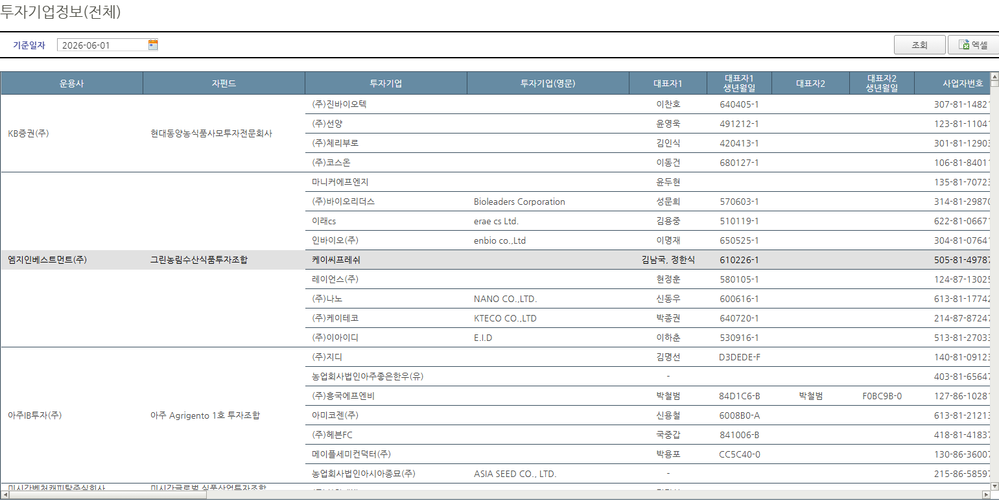 투자기업정보(전체)
기준일자 2026-06-01 조회 엑셀
운용사 자펀드 투자기업 투자기업(영문) 대표자1 대표자1 생년월일 대표자2 대표자2 생년월일 사업자번호
(주)진바이오텍 이찬호 640405-1 307-81-14821
(주)선양 윤영욱 491212-1 123-81-11041
KB증권(주) 현대동양농식품사모투자전문회사
(주)체리부로 김인식 420413-1 301-81-12903
(주)코스온 이동건 680127-1 106-81-84011
마니커에프엔지 윤두현 135-81-70723
(주)바이오리더스 Bioleaders Corporation 성문희 570603-1 314-81-29870
이래cs erae cs Ltd. 김용중 510119-1 622-81-06671
인바이오(주) enbio co.,Ltd 이명재 650525-1 304-81-07641
엠지인베스트먼트(주) 그린농림수산식품투자조합 케이씨프레쉬 김남국, 정한식 610226-1 505-81-49787
레이언스(주) 현정훈 580105-1 124-87-13025
(주)나노 NANO CO.,LTD. 신동우 600616-1 613-81-17742
(주)케이테코 KTECO CO.,LTD 박종권 640720-1 214-87-87247
(주)이아이디 E.I.D 이하춘 530916-1 513-81-27033
(주)지디 김명선 D3DEDE-F 140-81-09123
농업회사법인아주좋은한우(유) - 403-81-65647
(주)흥국에프엔비 박철범 84D1C6-B 박철범 F0BC9B-0 127-86-10281
아주IB투자(주) 아주 Agrigento 1호 투자조합 아미코젠(주) 신용철 6008B0-A 613-81-21213
(주)헤븐FC 국중갑 841006-B 418-81-41837
메이플세미컨덕터(주) 박용포 CC5C40-0 130-86-36007
농업회사법인아시아종묘(주) ASIA SEED CO., LTD. - 215-86-58597
미시간벤처캐피탈주식회사 미시간글로벌 식품산업투자조합